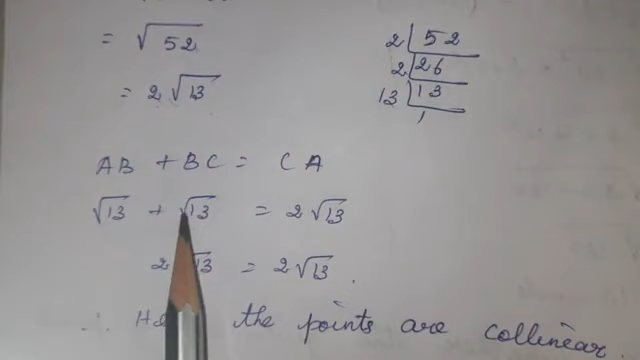 = √52
= 2 √13
2 | 52
2 | 26
13 | 13
1
AB + BC = CA
√13 + √13 = 2 √13
2 √13 = 2 √13 .
∴ the points are collinear.